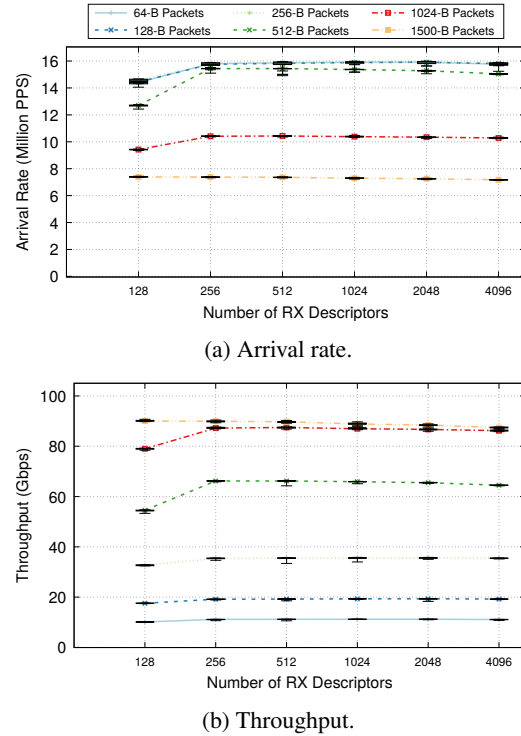 64-B Packets 256-B Packets 1024-B Packets
128-B Packets 512-B Packets 1500-B Packets
16
14
12
10
8
6
4
2
0
Arrival Rate (Million PPS)
128 256 512 1024 2048 4096
Number of RX Descriptors
(a) Arrival rate.
100
80
60
40
20
0
Throughput (Gbps)
128 256 512 1024 2048 4096
Number of RX Descriptors
(b) Throughput.